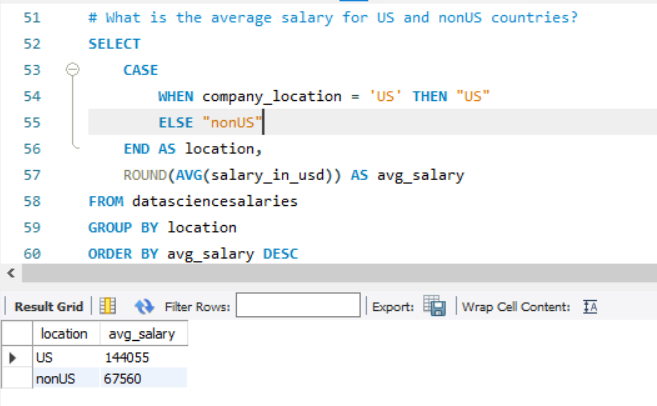 51 # What is the average salary for US and nonUS countries?
52 SELECT
53 CASE
54 WHEN company_location = 'US' THEN "US"
55 ELSE "nonUS"
56 END AS location,
57 ROUND(AVG(salary_in_usd)) AS avg_salary
58 FROM datasciencesalaries
59 GROUP BY location
60 ORDER BY avg_salary DESC
Result Grid Filter Rows: Export: Wrap Cell Content: IA
location avg_salary
US 144055
nonUS 67560